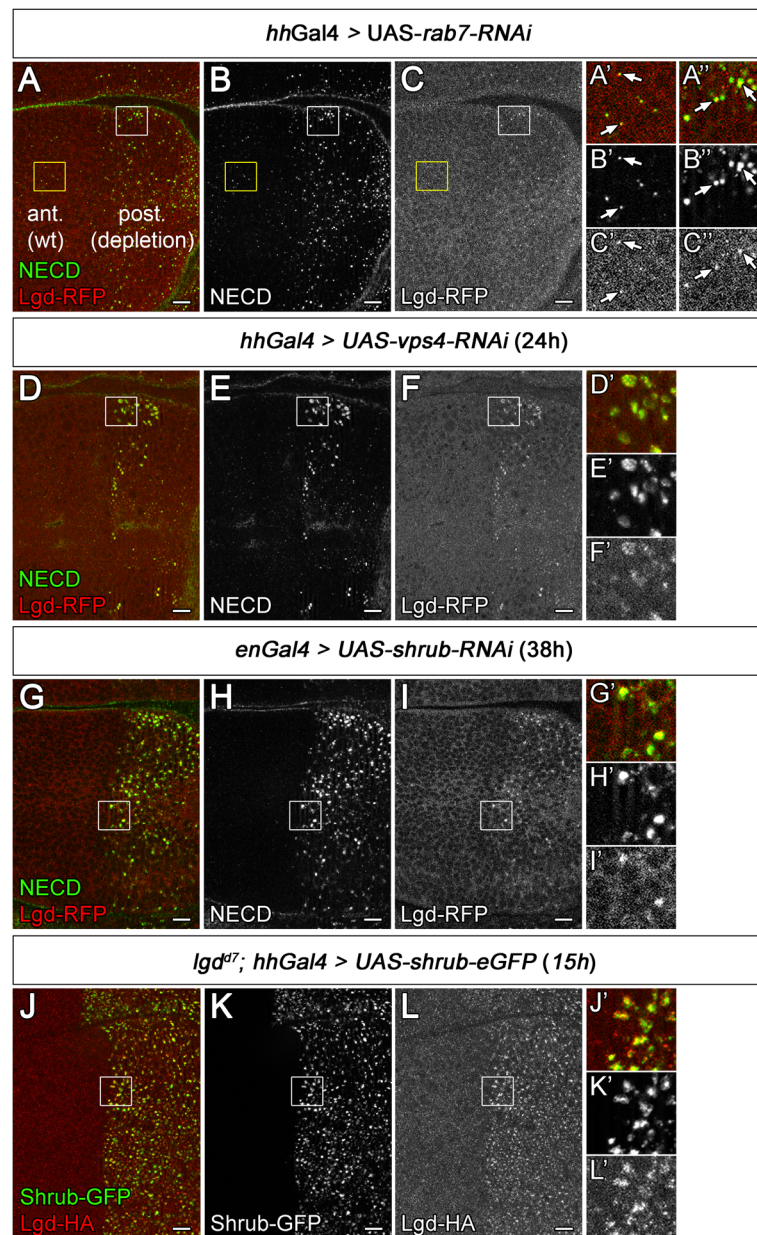 hhGal4 > UAS-rab7-RNAi
A
B
C
A'
A''
B'
B''
C'
C''
ant.
(wt)
post.
(depletion)
NECD
Lgd-RFP
NECD
Lgd-RFP
hhGal4 > UAS-vps4-RNAi (24h)
D
E
F
D'
E'
F'
NECD
Lgd-RFP
NECD
Lgd-RFP
enGal4 > UAS-shrub-RNAi (38h)
G
H
I
G'
H'
I'
NECD
Lgd-RFP
NECD
Lgd-RFP
lgdᵈ⁷; hhGal4 > UAS-shrub-eGFP (15h)
J
K
L
J'
K'
L'
Shrub-GFP
Lgd-HA
Shrub-GFP
Lgd-HA